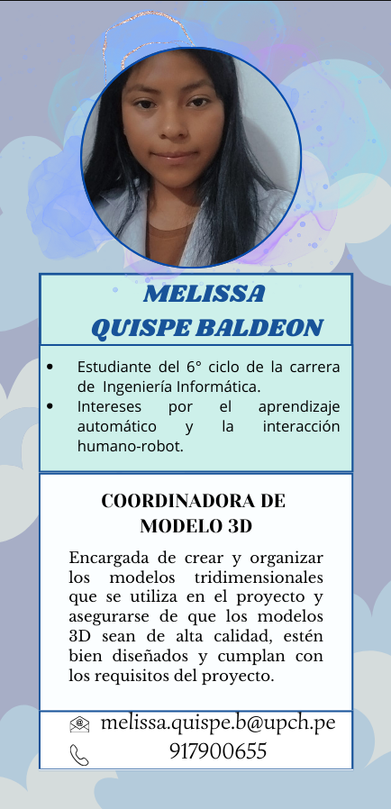 MELISSA
QUISPE BALDEON
• Estudiante del 6° ciclo de la carrera
de Ingeniería Informática.
• Intereses por el aprendizaje
automático y la interacción
humano-robot.
COORDINADORA DE
MODELO 3D
Encargada de crear y organizar
los modelos tridimensionales
que se utiliza en el proyecto y
asegurarse de que los modelos
3D sean de alta calidad, estén
bien diseñados y cumplan con
los requisitos del proyecto.
melissa.quispe.b@upch.pe
917900655